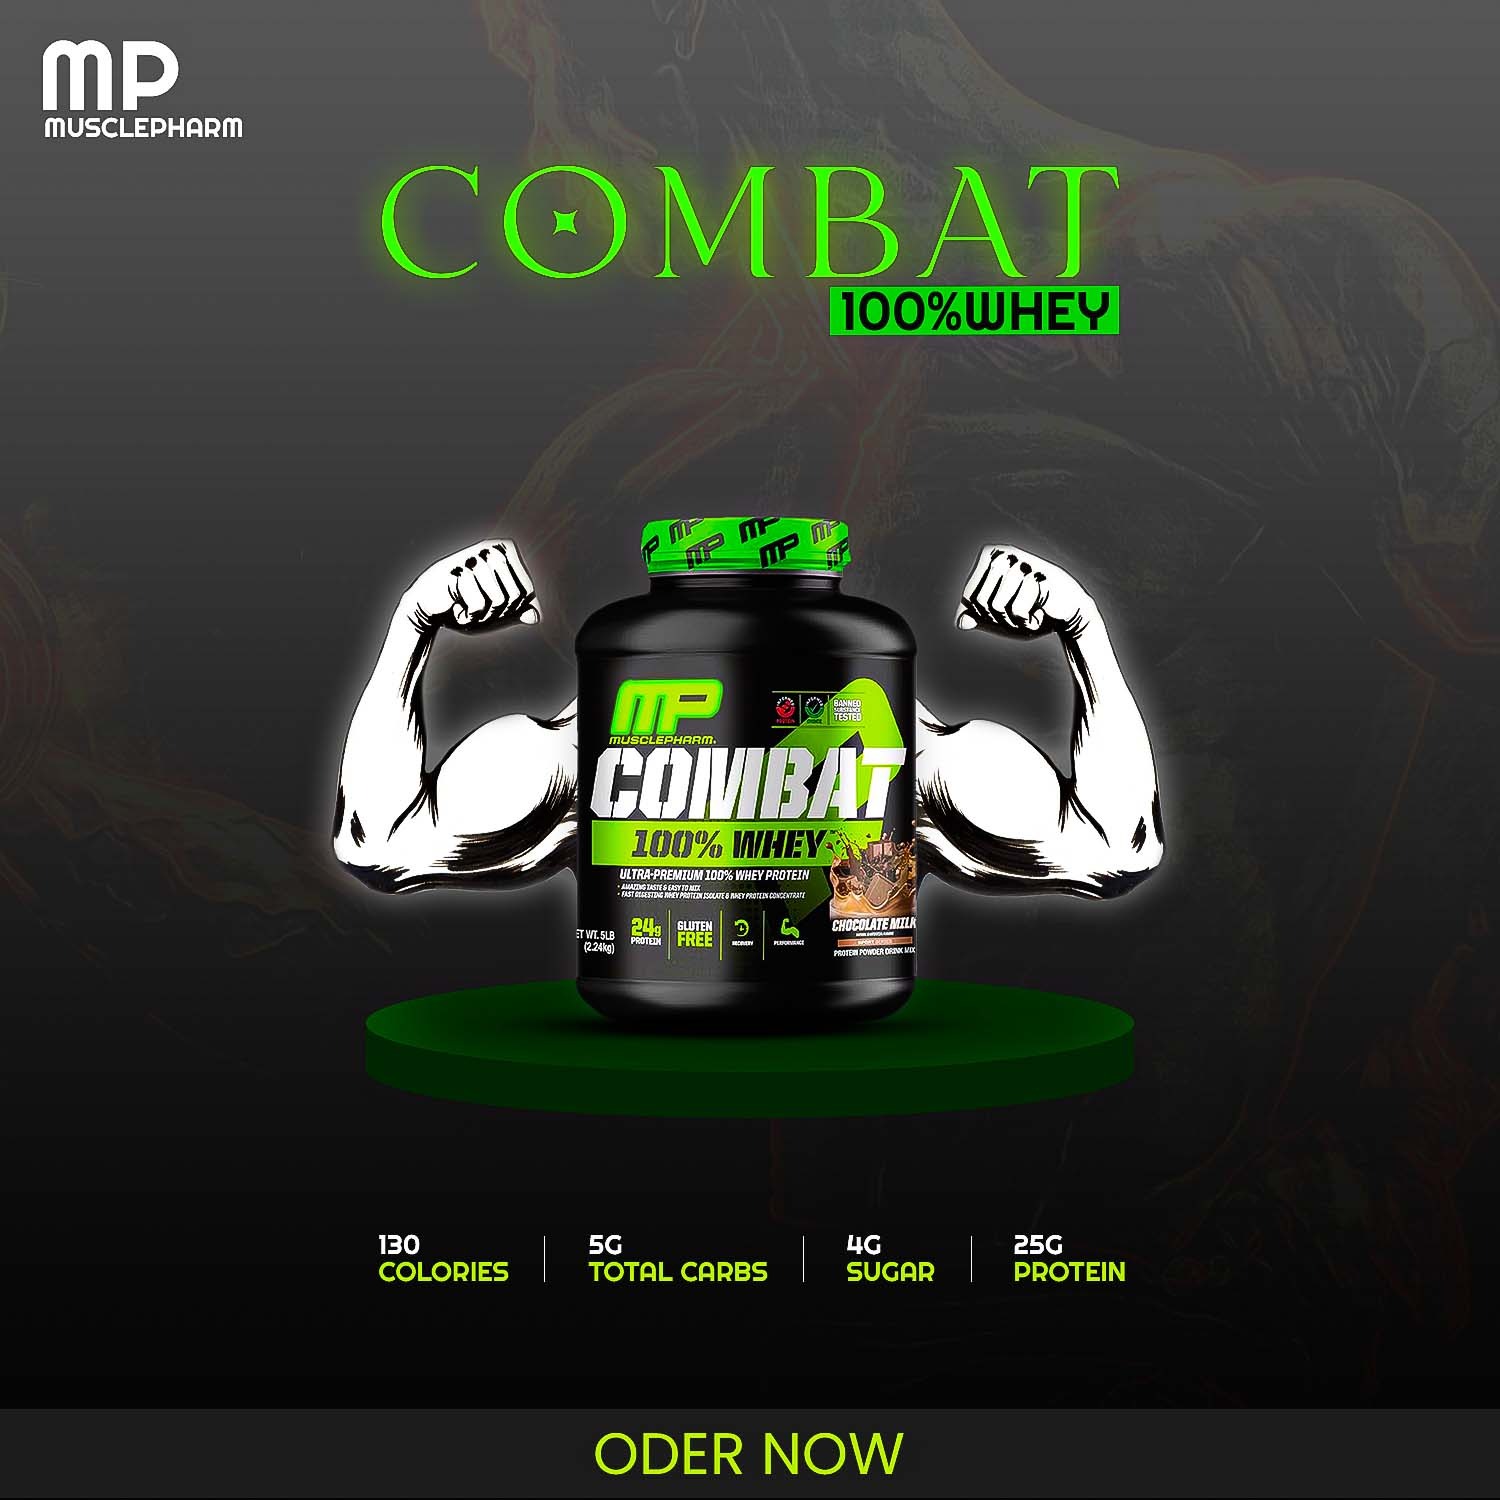 MP
MUSCLEPHARM
COMBAT
100%WHEY
MP
MUSCLEPHARM
BANNED
SUBSTANCE
TESTED
COMBAT
100% WHEY
ULTRA-PREMIUM 100% WHEY PROTEIN
• AMAZING TASTE & EASY TO MIX
• FAST DIGESTING WHEY PROTEIN ISOLATE & WHEY PROTEIN CONCENTRATE
24g
PROTEIN
GLUTEN
FREE
RECOVERY
PERFORMANCE
ET WT. 5LB
(2.24kg)
CHOCOLATE MILK
PROTEIN POWDER DRINK MIX
130
COLORIES
5G
TOTAL CARBS
4G
SUGAR
25G
PROTEIN
ODER NOW